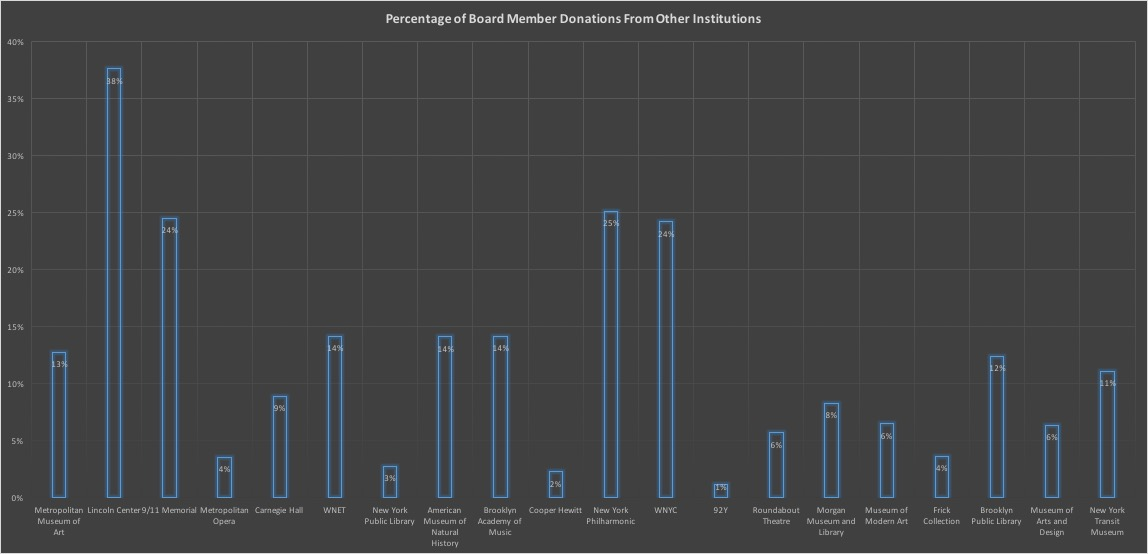 Percentage of Board Member Donations From Other Institutions
40%
35%
30%
25%
20%
15%
10%
5%
0%
13%
38%
24%
4%
9%
14%
3%
14%
14%
2%
25%
24%
1%
6%
8%
6%
4%
12%
6%
11%
Metropolitan
Museum of
Art
Lincoln Center
9/11 Memorial
Metropolitan
Opera
Carnegie Hall
WNET
New York
Public Library
American
Museum of
Natural
History
Brooklyn
Academy of
Music
Cooper Hewitt
New York
Philharmonic
WNYC
92Y
Roundabout
Theatre
Morgan
Museum and
Library
Museum of
Modern Art
Frick
Collection
Brooklyn
Public Library
Museum of
Arts and
Design
New York
Transit
Museum